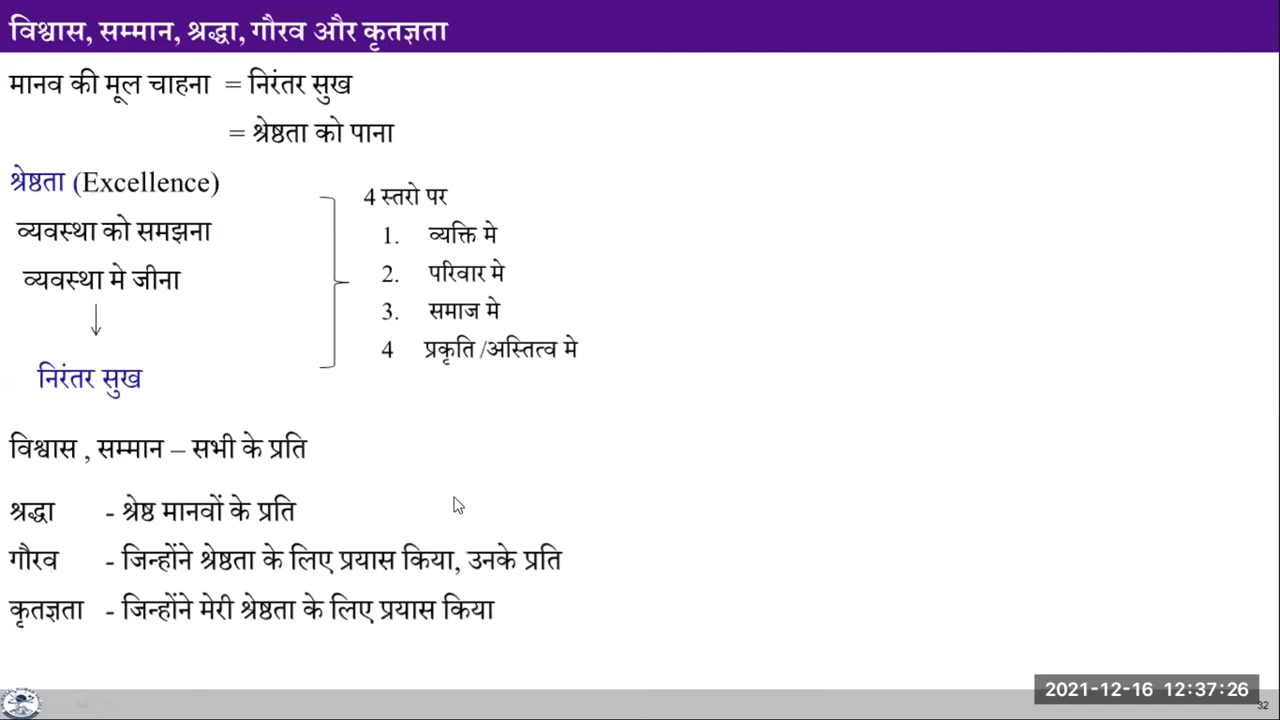 विश्वास, सम्मान, श्रद्धा, गौरव और कृतज्ञता
मानव की मूल चाहना = निरंतर सुख
= श्रेष्ठता को पाना
श्रेष्ठता (Excellence)
व्यवस्था को समझना
व्यवस्था मे जीना
निरंतर सुख
4 स्तरो पर
1. व्यक्ति मे
2. परिवार मे
3. समाज मे
4 प्रकृति /अस्तित्व मे
विश्वास , सम्मान – सभी के प्रति
श्रद्धा - श्रेष्ठ मानवों के प्रति
गौरव - जिन्होंने श्रेष्ठता के लिए प्रयास किया, उनके प्रति
कृतज्ञता - जिन्होंने मेरी श्रेष्ठता के लिए प्रयास किया
2021-12-16 12:37:26
32